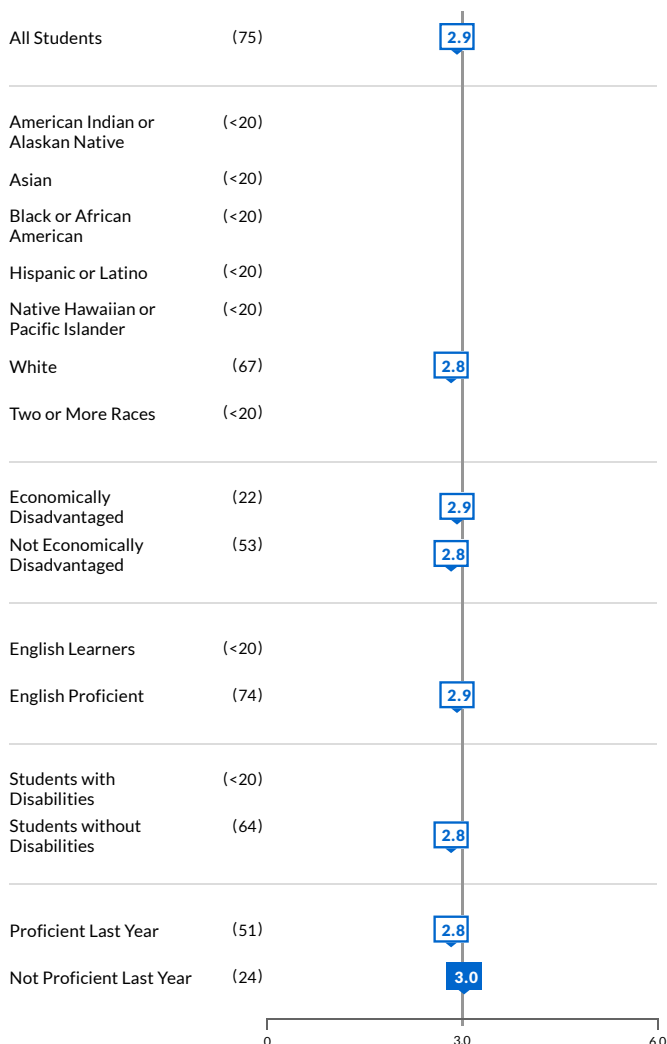 All Students (75) 2.9
American Indian or (<20)
Alaskan Native
Asian (<20)
Black or African (<20)
American
Hispanic or Latino (<20)
Native Hawaiian or (<20)
Pacific Islander
White (67) 2.8
Two or More Races (<20)
Economically (22) 2.9
Disadvantaged
Not Economically (53) 2.8
Disadvantaged
English Learners (<20)
English Proficient (74) 2.9
Students with (<20)
Disabilities
Students without (64) 2.8
Disabilities
Proficient Last Year (51) 2.8
Not Proficient Last Year (24) 3.0
0 3.0 6.0